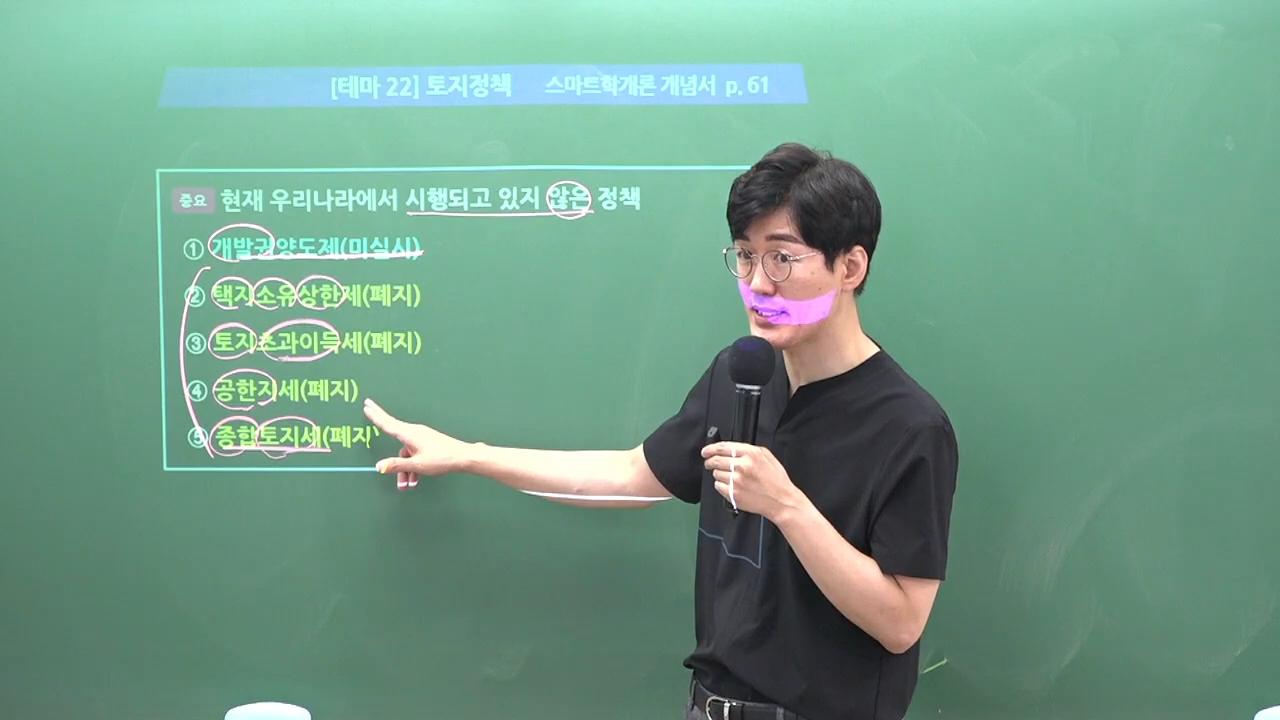 [테마 22] 토지정책 스마트학개론 개념서 p. 61
중요 현재 우리나라에서 시행되고 있지 않은 정책
① 개발권양도제(미실시)
② 택지소유상한제(폐지)
③ 토지초과이득세(폐지)
④ 공한지세(폐지)
⑤ 종합토지세(폐지)